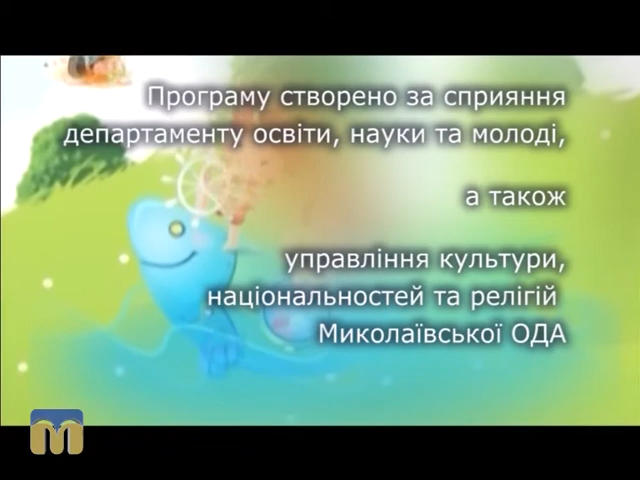 Програму створено за сприяння
департаменту освіти, науки та молоді,
а також
управління культури,
національностей та релігій
Миколаївської ОДА